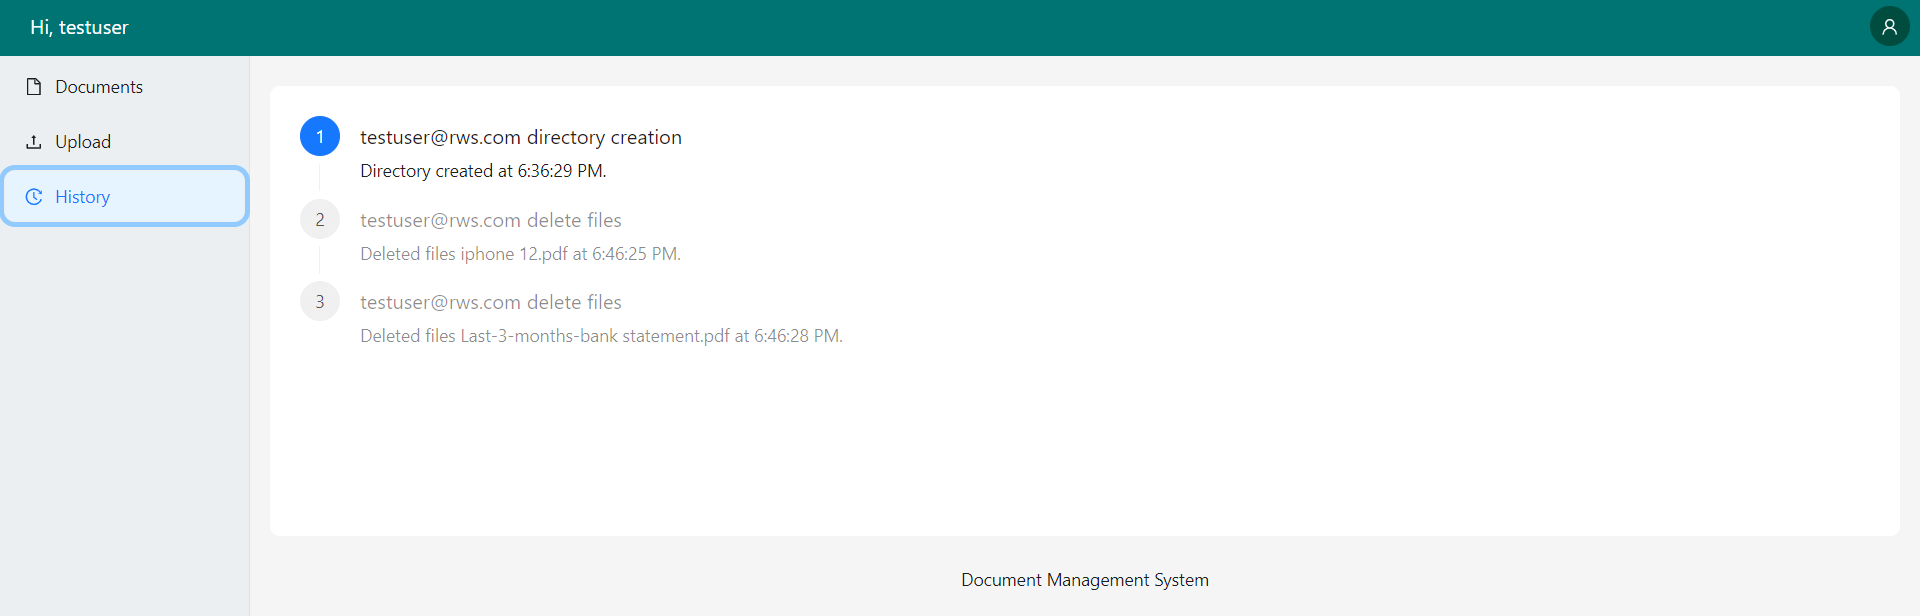 Hi, testuser
Documents
Upload
History
1
testuser@rws.com directory creation
Directory created at 6:36:29 PM.
2
testuser@rws.com delete files
Deleted files iphone 12.pdf at 6:46:25 PM.
3
testuser@rws.com delete files
Deleted files Last-3-months-bank statement.pdf at 6:46:28 PM.
Document Management System